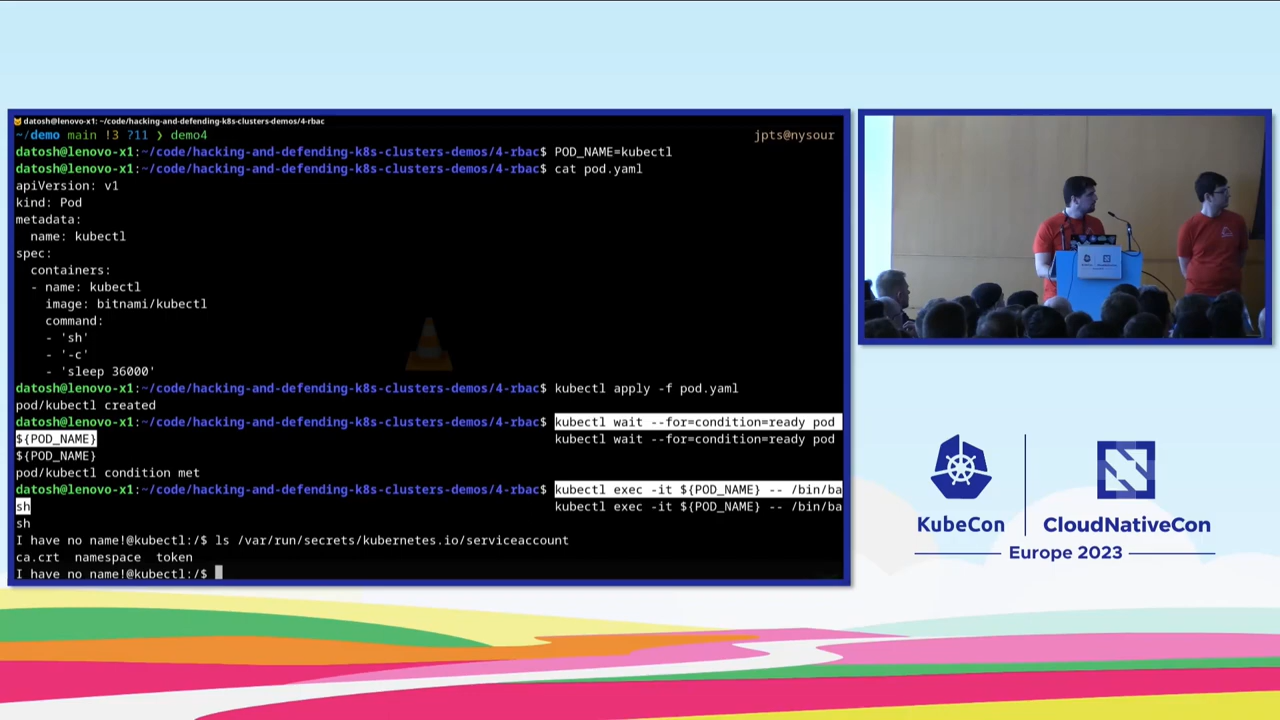 datosh@lenovo-x1: ~/code/hacking-and-defending-k8s-clusters-demos/4-rbac
~/demo main !3 ?11 ❯ demo4 jpts@nysour
datosh@lenovo-x1:~/code/hacking-and-defending-k8s-clusters-demos/4-rbac$ POD_NAME=kubectl
datosh@lenovo-x1:~/code/hacking-and-defending-k8s-clusters-demos/4-rbac$ cat pod.yaml
apiVersion: v1
kind: Pod
metadata:
  name: kubectl
spec:
  containers:
  - name: kubectl
    image: bitnami/kubectl
    command:
    - 'sh'
    - '-c'
    - 'sleep 36000'
datosh@lenovo-x1:~/code/hacking-and-defending-k8s-clusters-demos/4-rbac$ kubectl apply -f pod.yaml
pod/kubectl created
datosh@lenovo-x1:~/code/hacking-and-defending-k8s-clusters-demos/4-rbac$ kubectl wait --for=condition=ready pod
${POD_NAME} kubectl wait --for=condition=ready pod
${POD_NAME}
pod/kubectl condition met
datosh@lenovo-x1:~/code/hacking-and-defending-k8s-clusters-demos/4-rbac$ kubectl exec -it ${POD_NAME} -- /bin/ba
sh kubectl exec -it ${POD_NAME} -- /bin/ba
sh
I have no name!@kubectl:/$ ls /var/run/secrets/kubernetes.io/serviceaccount
ca.crt  namespace  token
I have no name!@kubectl:/$
KubeCon
CloudNativeCon
Europe 2023